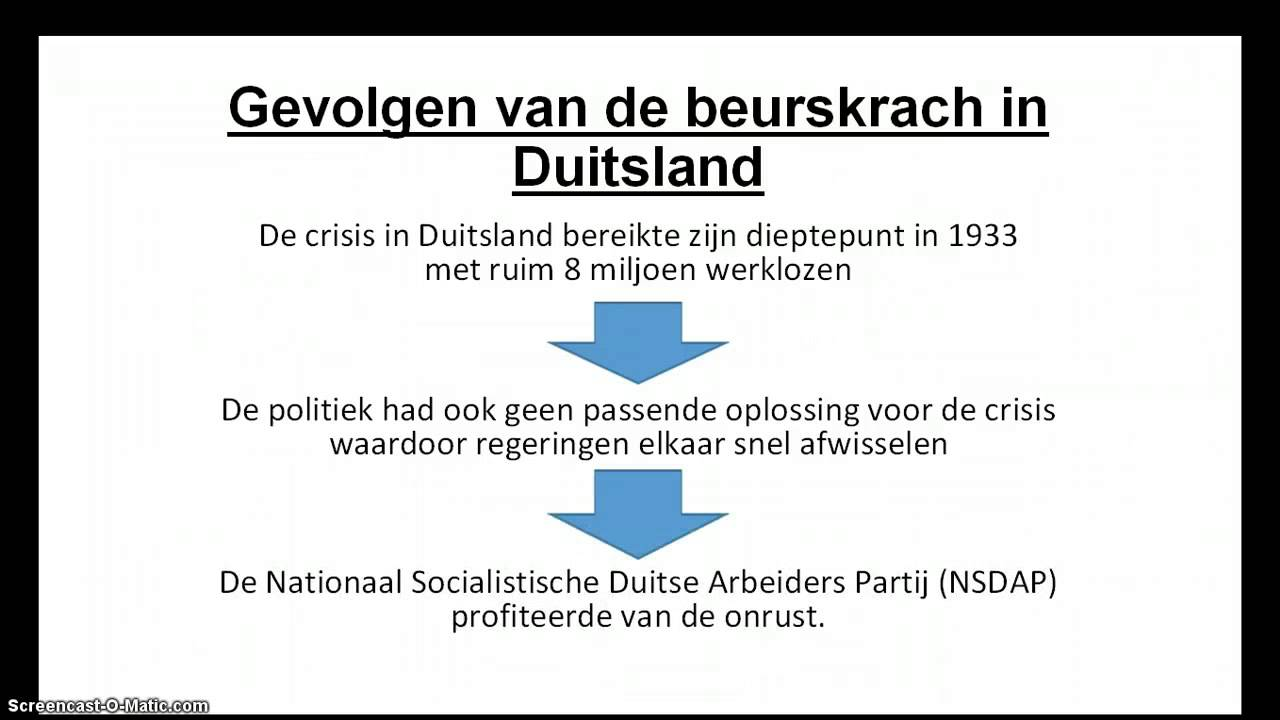 Gevolgen van de beurskrach in
Duitsland
De crisis in Duitsland bereikte zijn dieptepunt in 1933
met ruim 8 miljoen werklozen
De politiek had ook geen passende oplossing voor de crisis
waardoor regeringen elkaar snel afwisselen
De Nationaal Socialistische Duitse Arbeiders Partij (NSDAP)
profiteerde van de onrust.
Screencast-O-Matic.com